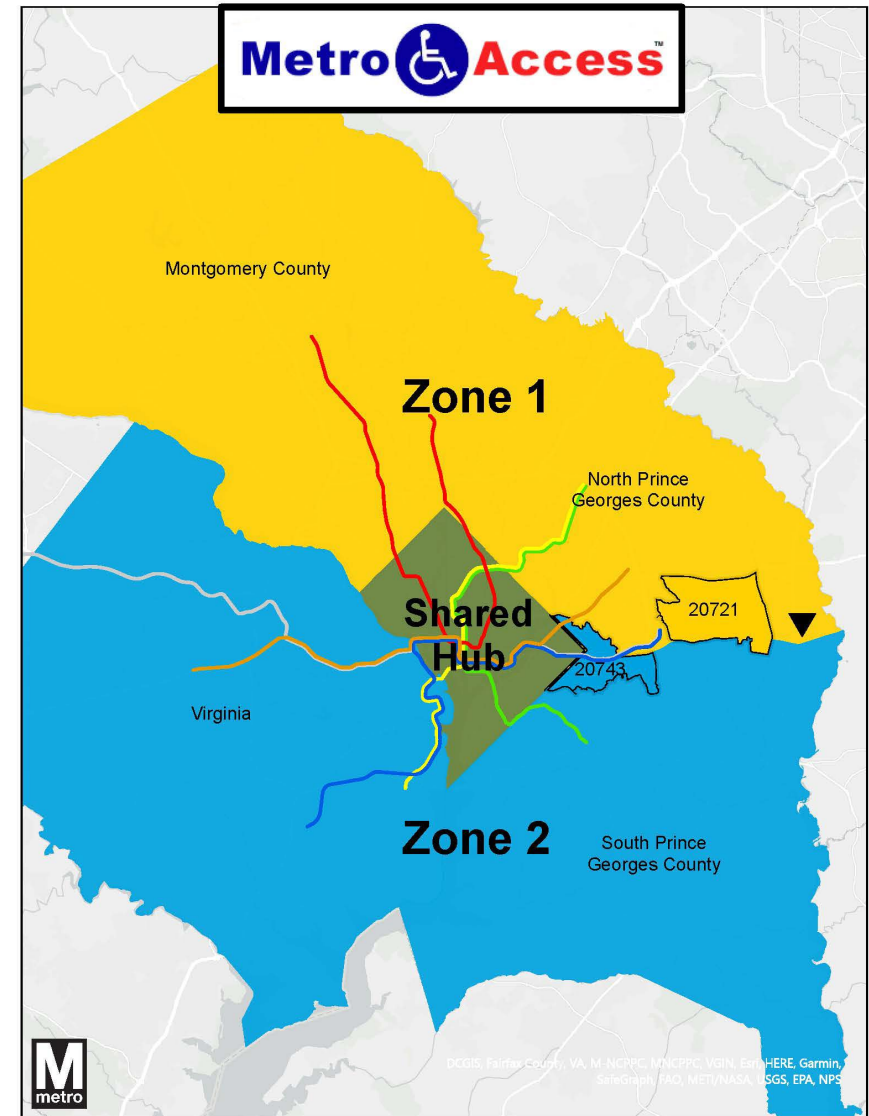 Metro Access™
Montgomery County
Zone 1
North Prince
Georges County
20721
Shared
Hub
20743
Virginia
Zone 2
South Prince
Georges County
M
metro
DCGIS, Fairfax County, VA, M-NCPPC, MNCPPC, VGIN, Esri, HERE, Garmin,
SafeGraph, FAO, METI/NASA, USGS, EPA, NPS